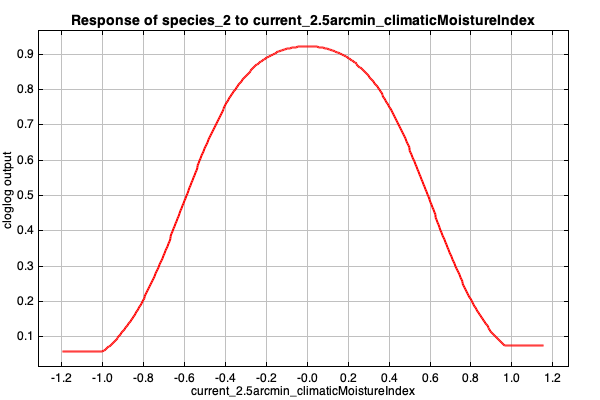 Response of species_2 to current_2.5arcmin_climaticMoistureIndex
cloglog output
0.9
0.8
0.7
0.6
0.5
0.4
0.3
0.2
0.1
-1.2 -1.0 -0.8 -0.6 -0.4 -0.2 -0.0 0.2 0.4 0.6 0.8 1.0 1.2
current_2.5arcmin_climaticMoistureIndex